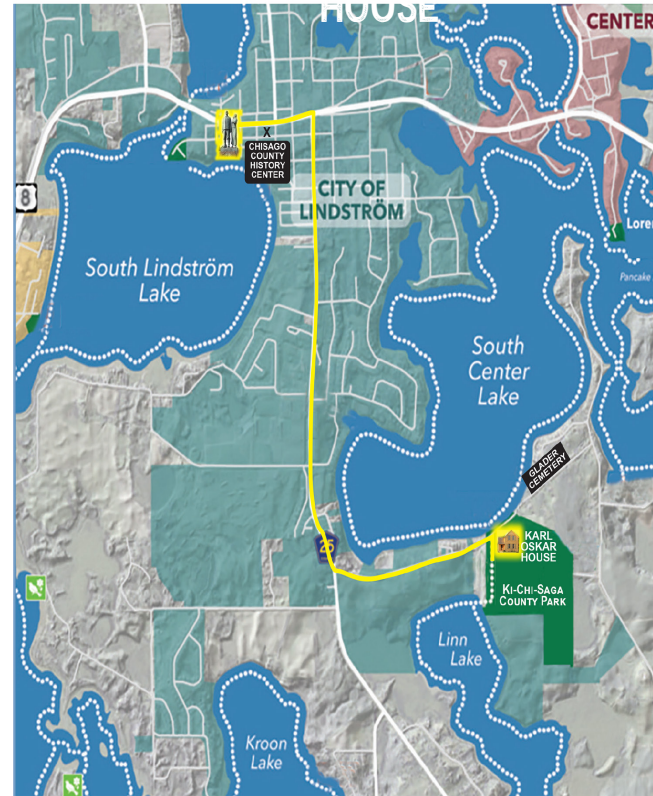 HOUSE
CENTER
X
CHISAGO
COUNTY
HISTORY
CENTER
8
CITY OF
LINDSTRÖM
South Lindström
Lake
Lorer
Pancake
South
Center
Lake
GLADER
CEMETERY
25
KARL
OSKAR
HOUSE
KI-CHI-SAGA
COUNTY PARK
Linn
Lake
Kroon
Lake